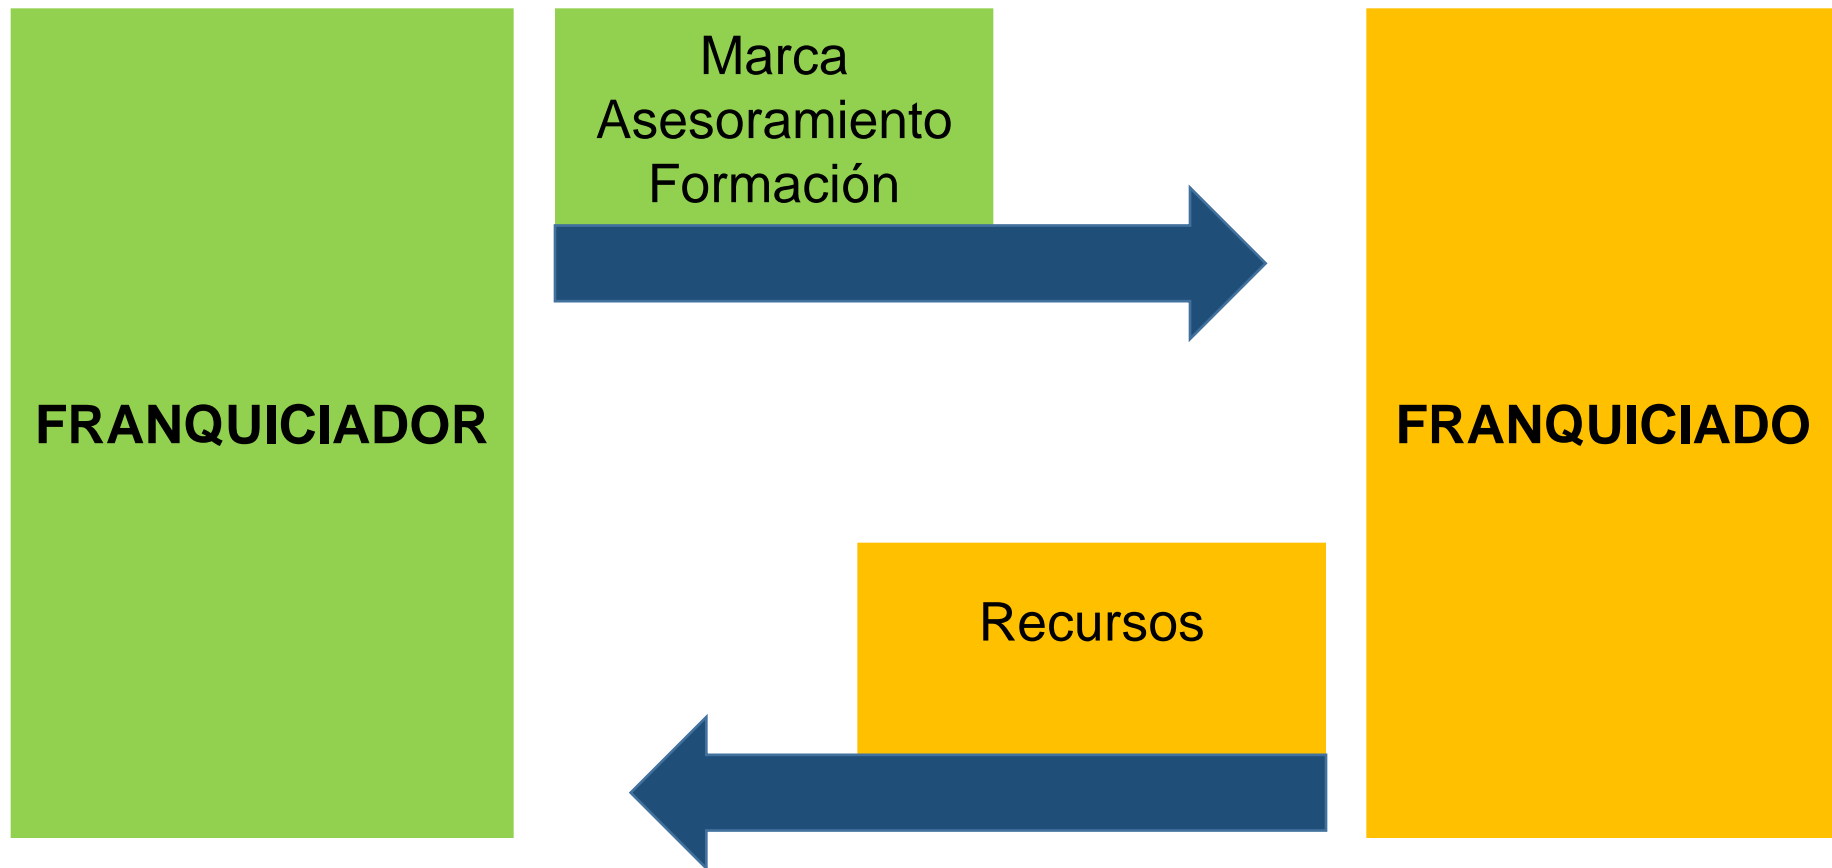 Marca
Asesoramiento
Formación
FRANQUICIADOR
FRANQUICIADO
Recursos